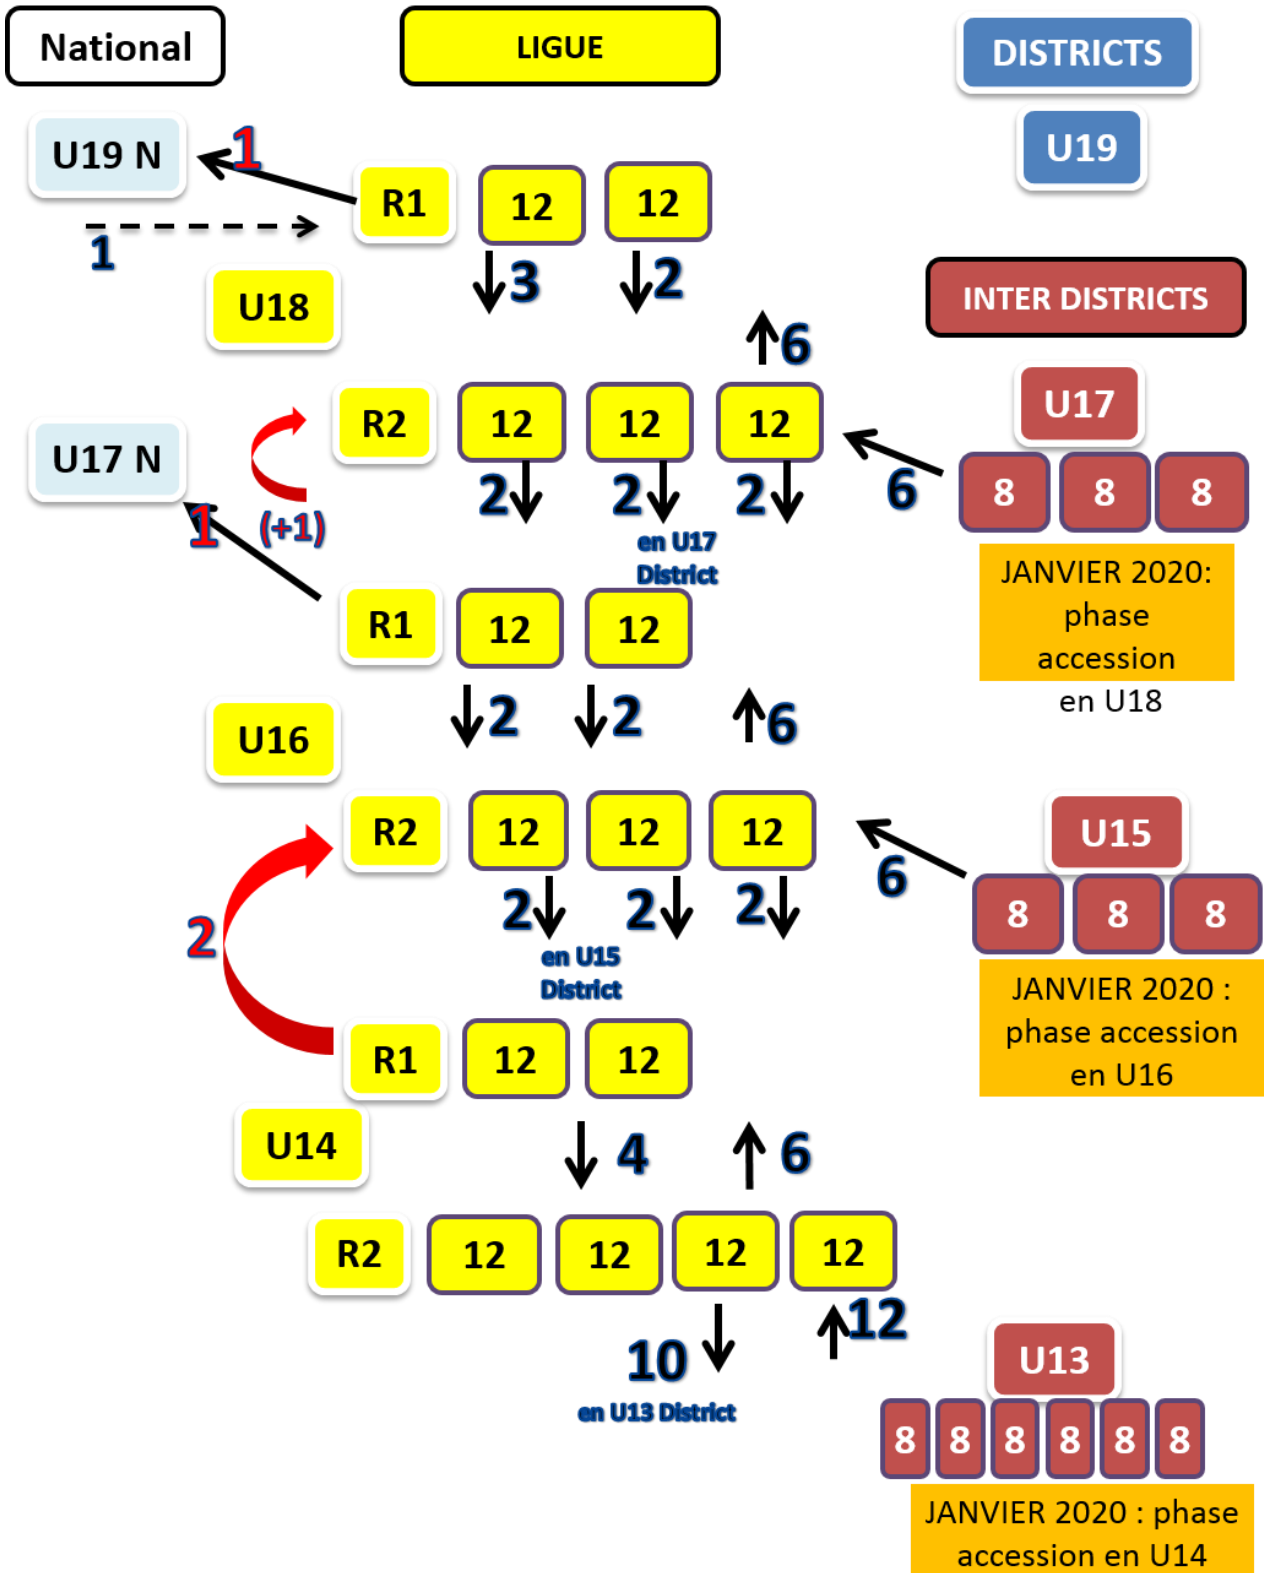 National
LIGUE
DISTRICTS
U19 N
1
U19
R1
12
12
1
3
2
U18
INTER DISTRICTS
6
U17
R2
12
12
12
U17 N
6
8
8
8
2
2
2
1
(+1)
en U17
District
JANVIER 2020:
phase
accession
en U18
R1
12
12
2
2
6
U16
R2
12
12
12
U15
6
8
8
8
2
2
2
2
en U15
District
JANVIER 2020 :
phase accession
en U16
R1
12
12
U14
4
6
R2
12
12
12
12
12
10
en U13 District
U13
8
8
8
8
8
8
JANVIER 2020 : phase
accession en U14